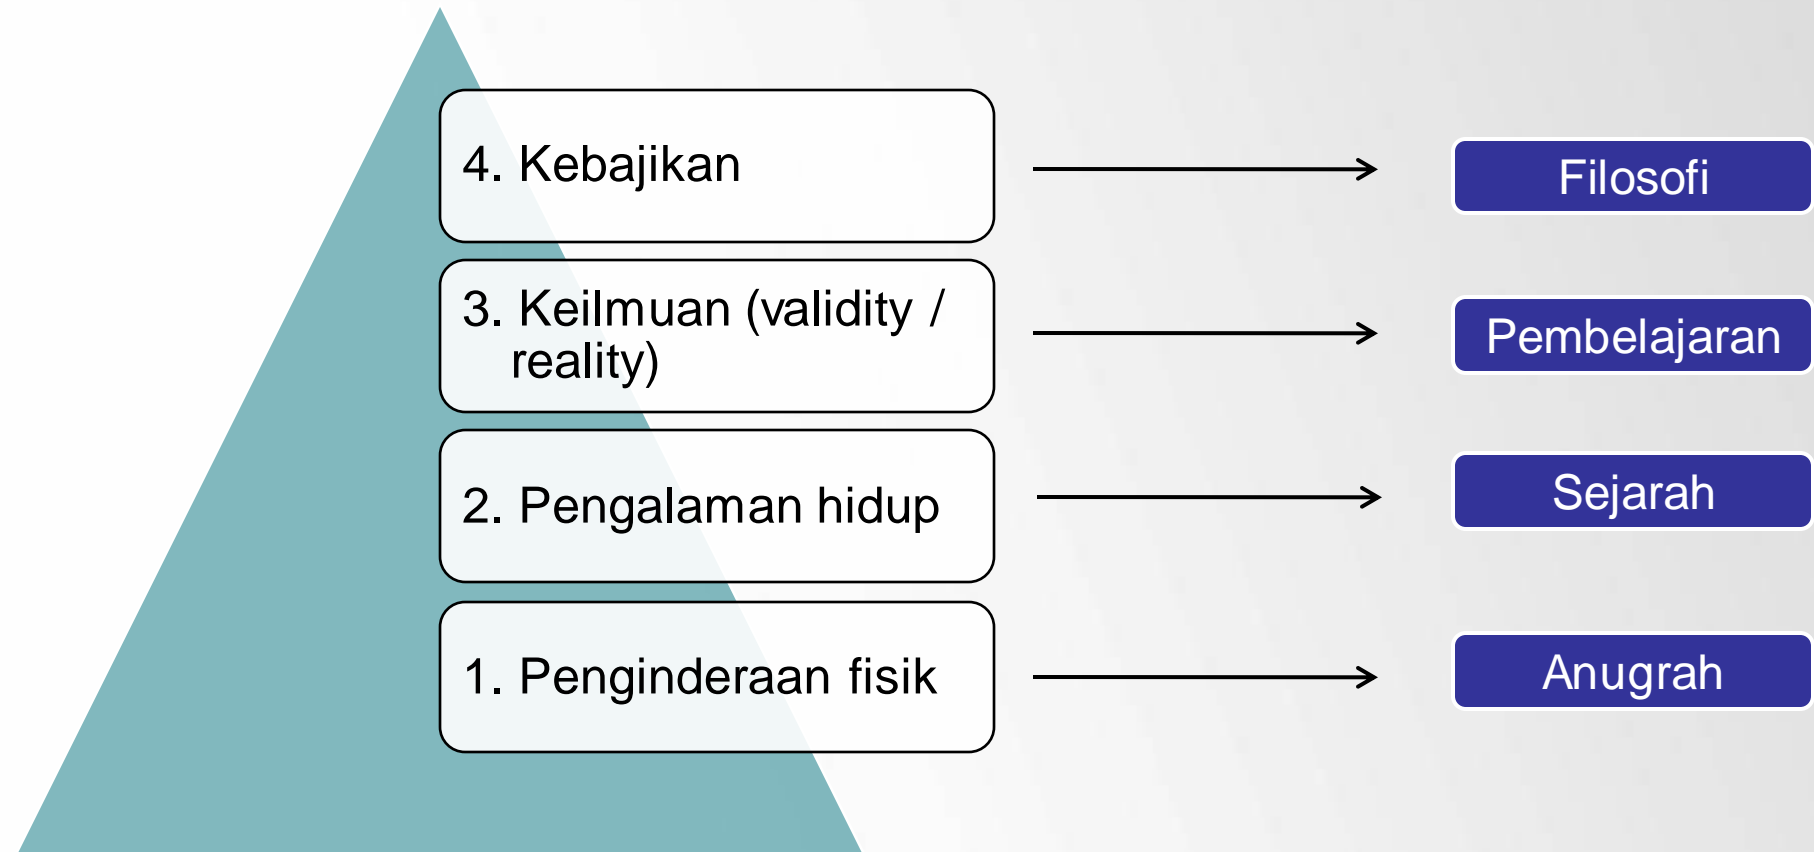 4. Kebajikan
Filosofi
3. Keilmuan (validity /
reality)
Pembelajaran
2. Pengalaman hidup
Sejarah
1. Penginderaan fisik
Anugrah